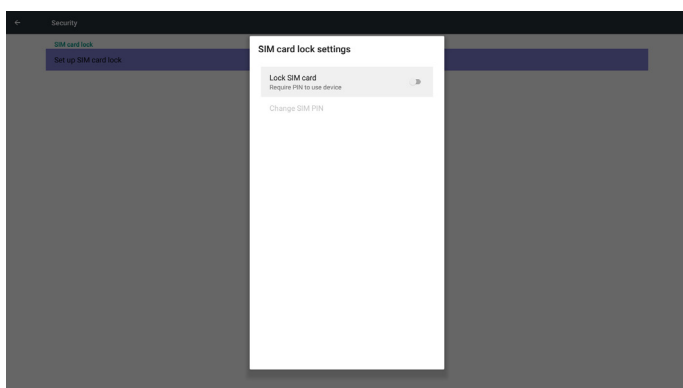 Security
SIM card lock
Set up SIM card lock
SIM card lock settings
Lock SIM card
Require PIN to use device
Change SIM PIN